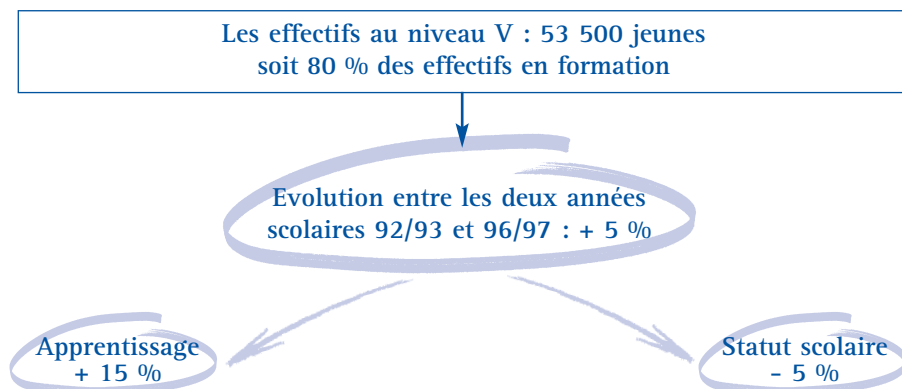 Les effectifs au niveau V : 53 500 jeunes
soit 80 % des effectifs en formation
Evolution entre les deux années
scolaires 92/93 et 96/97 : + 5 %
Apprentissage
+ 15 %
Statut scolaire
- 5 %